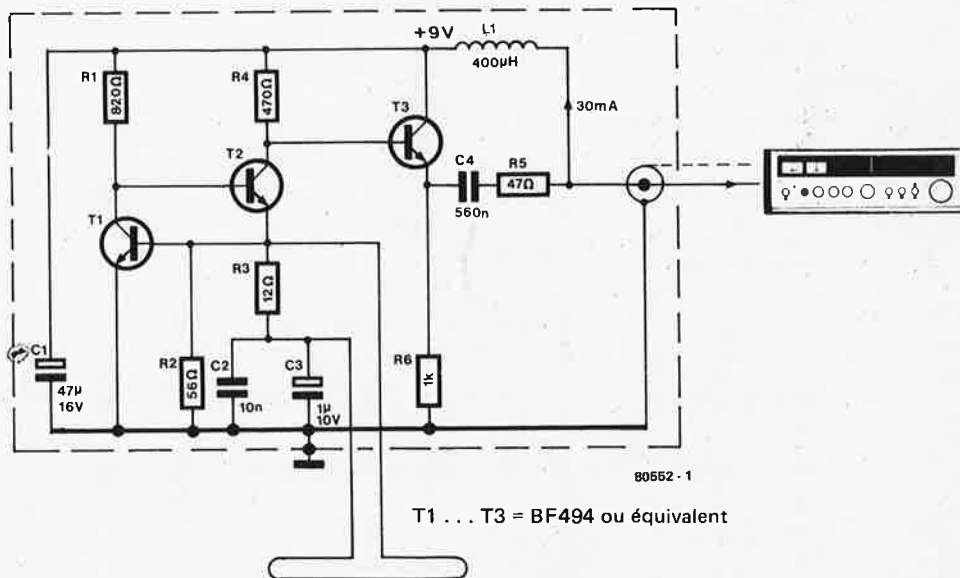 +9V
L1
400µH
R1
820Ω
R4
470Ω
T3
30mA
T2
C4
R5
47Ω
560n
T1
R3
12Ω
C1
47µ
16V
R2
56Ω
C2
10n
C3
1µ
10V
R6
1k
80552 - 1
T1 . . . T3 = BF494 ou équivalent